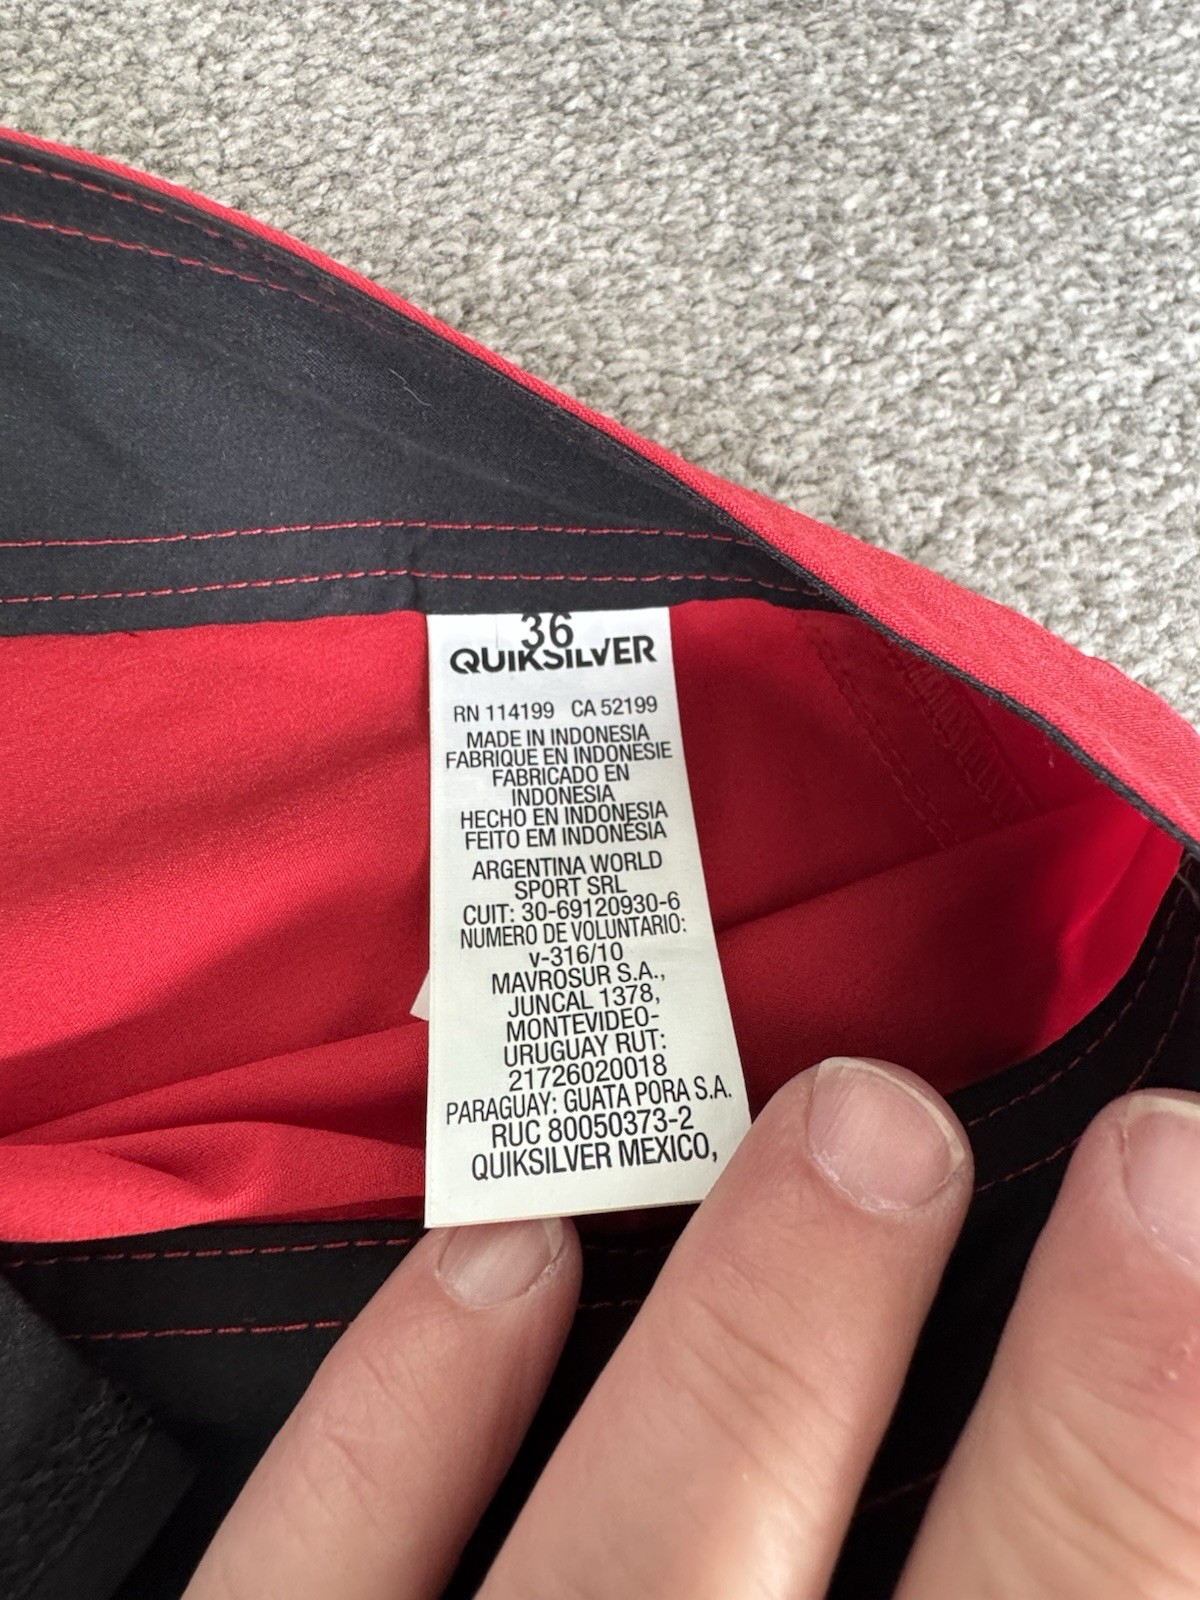 36
QUIKSILVER
RN 114199 CA 52199
MADE IN INDONESIA
FABRIQUE EN INDONESIE
FABRICADO EN
INDONESIA
HECHO EN INDONESIA
FEITO EM INDONÉSIA
ARGENTINA WORLD
SPORT SRL
CUIT: 30-69120930-6
NUMERO DE VOLUNTARIO:
v-316/10
MAVROSUR S.A.,
JUNCAL 1378,
MONTEVIDEO-
URUGUAY RUT:
21726020018
PARAGUAY: GUATA PORA S.A.
RUC 80050373-2
QUIKSILVER MEXICO,